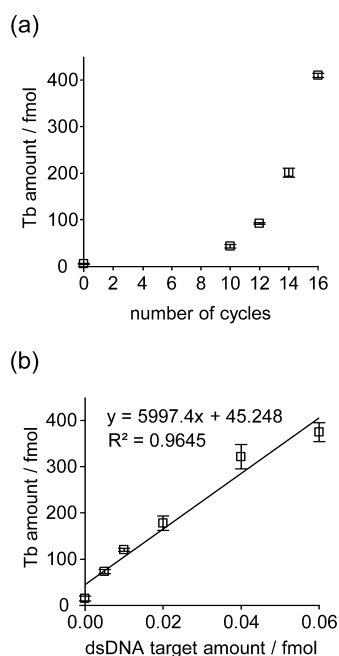 (a)
Tb amount / fmol
400
300
200
100
0
0 2 4 6 8 10 12 14 16
number of cycles
(b)
y = 5997.4x + 45.248
R² = 0.9645
Tb amount / fmol
400
300
200
100
0
0.00 0.02 0.04 0.06
dsDNA target amount / fmol